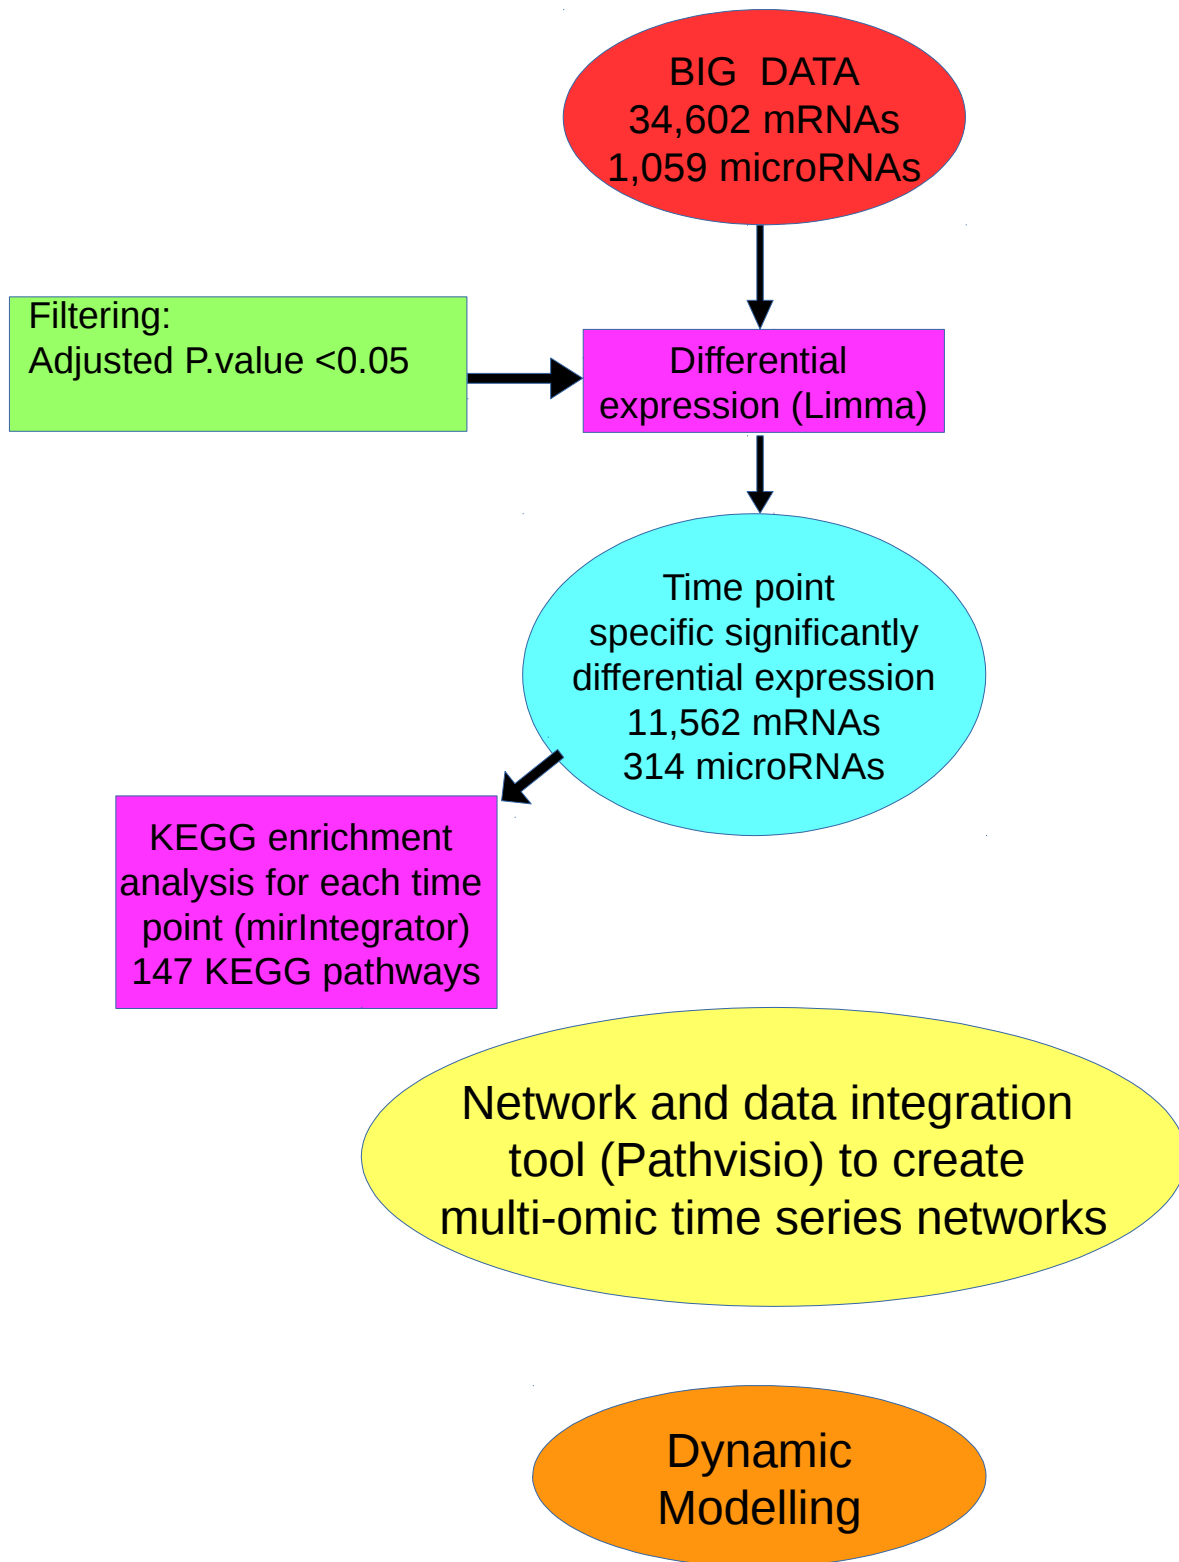 BIG DATA
34,602 mRNAs
1,059 microRNAs
Filtering:
Adjusted P.value <0.05
Differential
expression (Limma)
Time point
specific significantly
differential expression
11,562 mRNAs
314 microRNAs
KEGG enrichment
analysis for each time
point (mirIntegrator)
147 KEGG pathways
Network and data integration
tool (Pathvisio) to create
multi-omic time series networks
Dynamic
Modelling